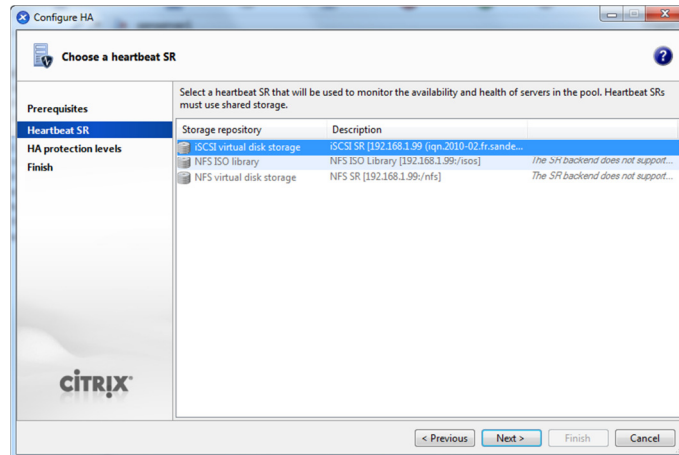 Configure HA
Choose a heartbeat SR
Prerequisites
Heartbeat SR
HA protection levels
Finish
Select a heartbeat SR that will be used to monitor the availability and health of servers in the pool. Heartbeat SRs
must use shared storage.
Storage repository Description
iSCSI virtual disk storage iSCSI SR [192.168.1.99 (iqn.2010-02.fr.sande...
NFS ISO library NFS ISO Library [192.168.1.99:/isos] The SR backend does not support...
NFS virtual disk storage NFS SR [192.168.1.99:/nfs] The SR backend does not support...
CITRIX
< Previous Next > Finish Cancel